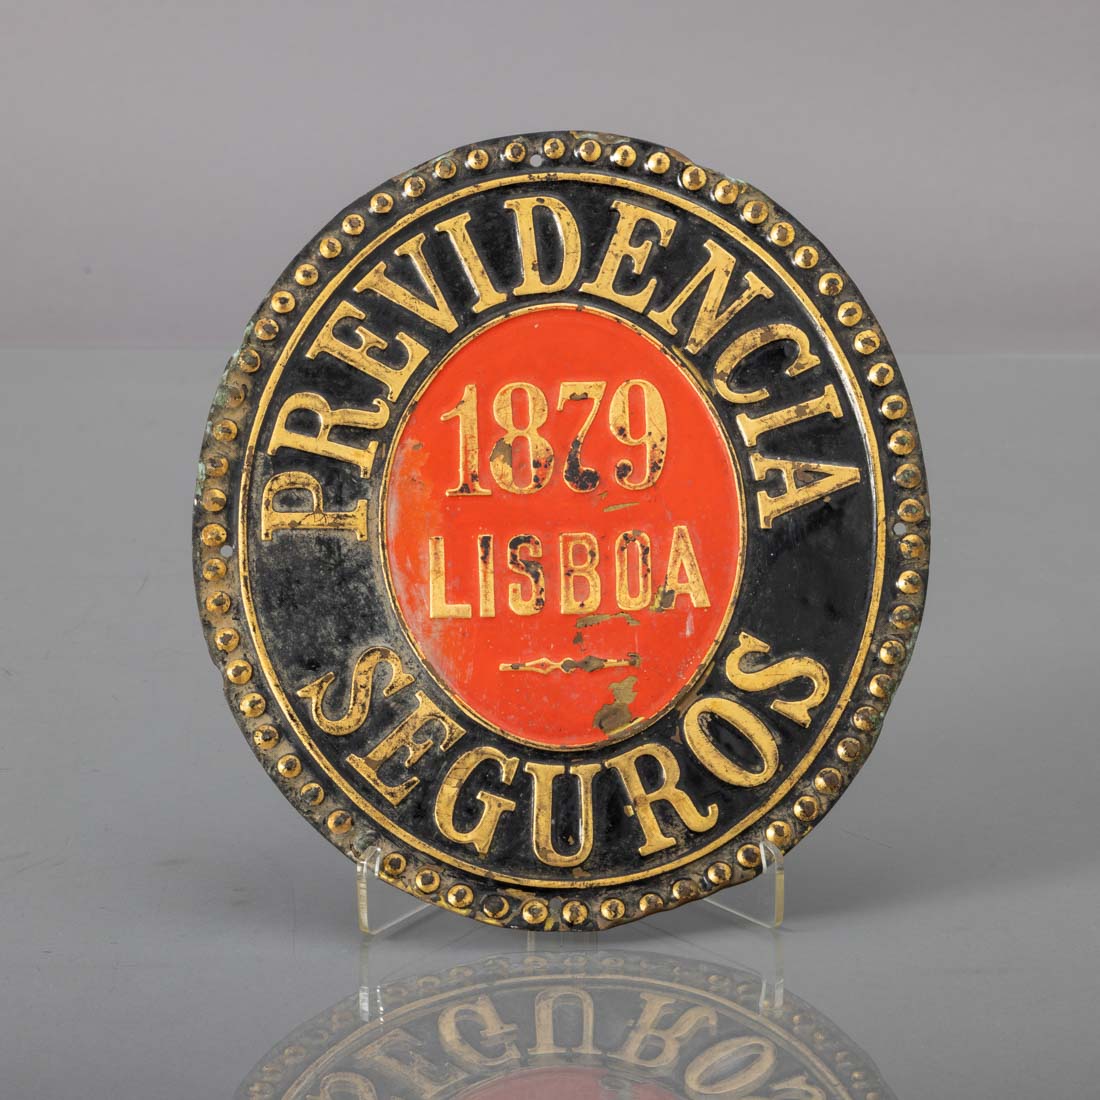 PREVIDENCIA
1879
LISBOA
SEGUROS